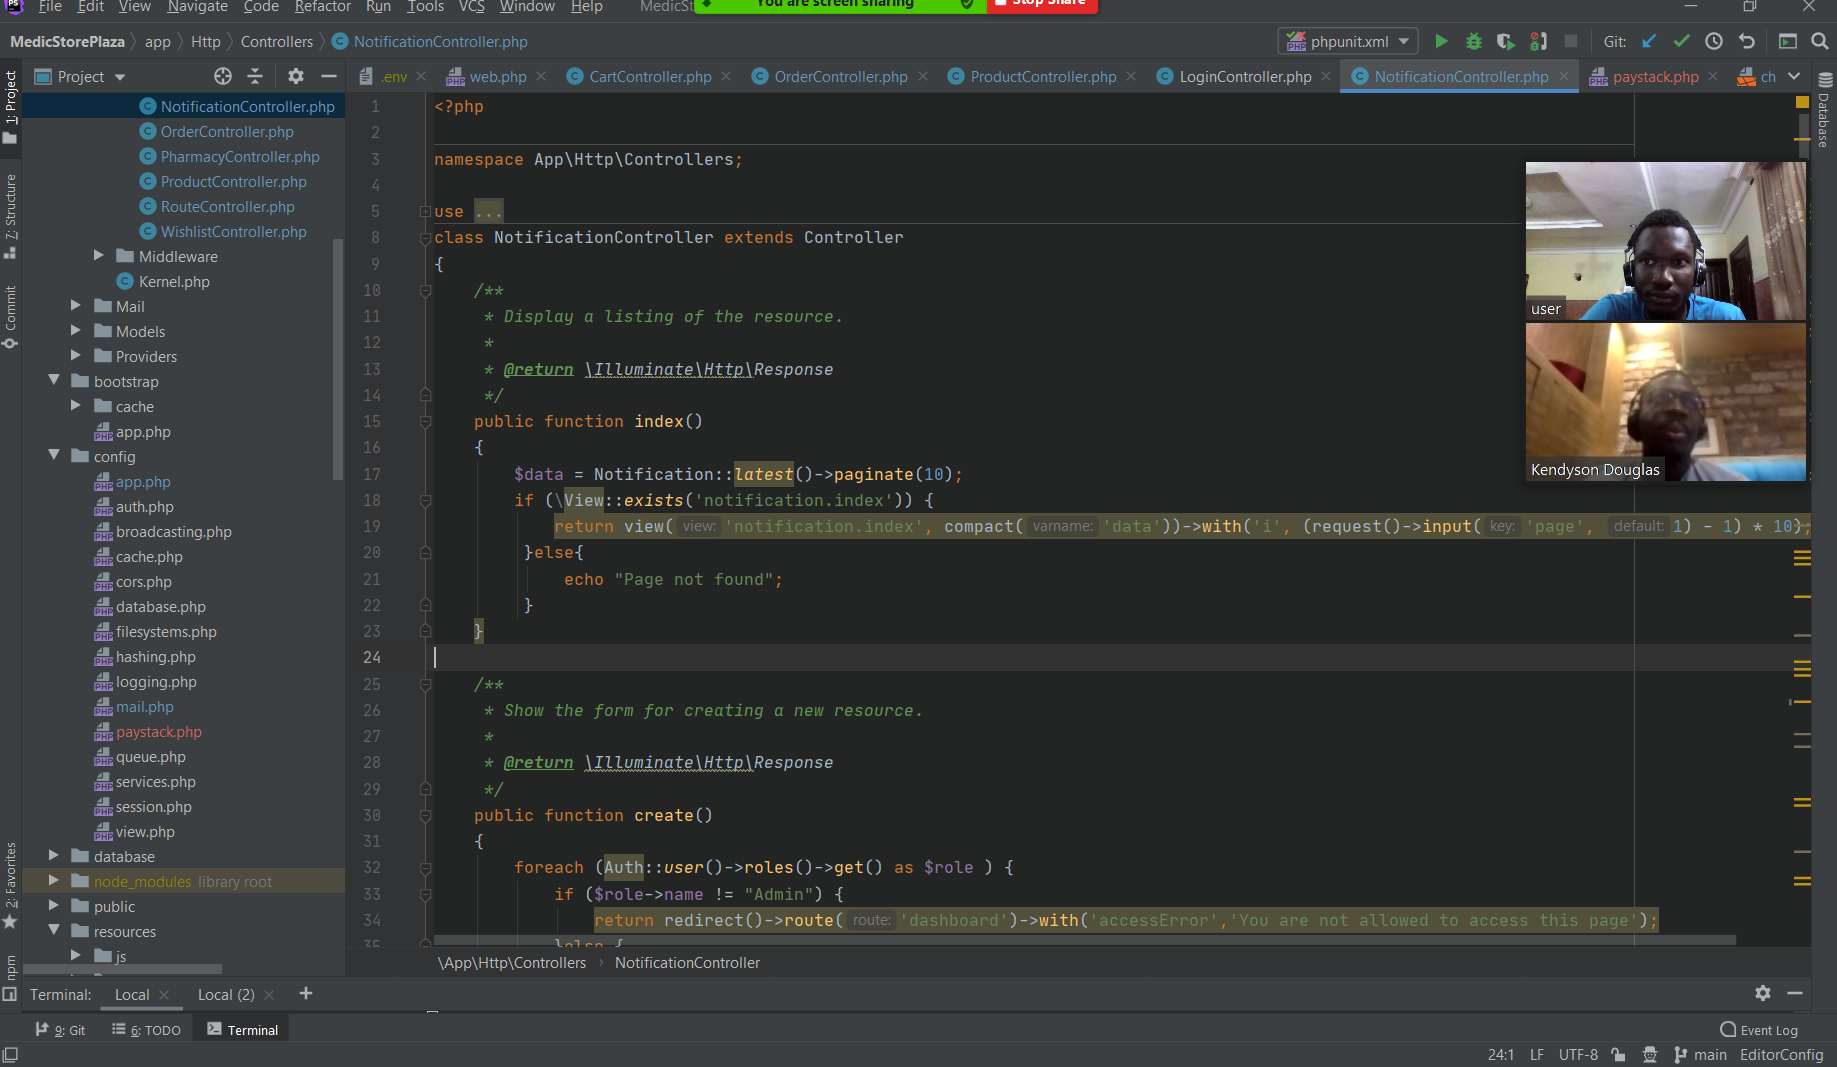 PS File Edit View Navigate Code Refactor Run Tools VCS Window Help MedicSt
You are screen sharing Stop Share
MedicStorePlaza app Http Controllers NotificationController.php phpunit.xml Git:
Project .env web.php CartController.php OrderController.php ProductController.php LoginController.php NotificationController.php paystack.php ch
1: Project
7: Structure
Commit
2: Favorites
npm
Database
NotificationController.php
OrderController.php
PharmacyController.php
ProductController.php
RouteController.php
WishlistController.php
Middleware
Kernel.php
Mail
Models
Providers
bootstrap
cache
app.php
config
app.php
auth.php
broadcasting.php
cache.php
cors.php
database.php
filesystems.php
hashing.php
logging.php
mail.php
paystack.php
queue.php
services.php
session.php
view.php
database
node_modules library root
public
resources
js
1 <?php
2
3 namespace App\Http\Controllers;
4
5 use ...
8 class NotificationController extends Controller
9 {
10 /**
11 * Display a listing of the resource.
12 *
13 * @return \Illuminate\Http\Response
14 */
15 public function index()
16 {
17 $data = Notification::latest()->paginate(10);
18 if (\View::exists('notification.index')) {
19 return view( view: 'notification.index', compact( varname: 'data'))->with('i', (request()->input( key: 'page', default: 1) - 1) * 10);
20 }else{
21 echo "Page not found";
22 }
23 }
24
25 /**
26 * Show the form for creating a new resource.
27 *
28 * @return \Illuminate\Http\Response
29 */
30 public function create()
31 {
32 foreach (Auth::user()->roles()->get() as $role ) {
33 if ($role->name != "Admin") {
34 return redirect()->route( route: 'dashboard')->with('accessError','You are not allowed to access this page');
35 }else {
user
Kendyson Douglas
\App\Http\Controllers › NotificationController
Terminal: Local Local (2) +
9: Git 6: TODO Terminal Event Log
24:1 LF UTF-8 main EditorConfig